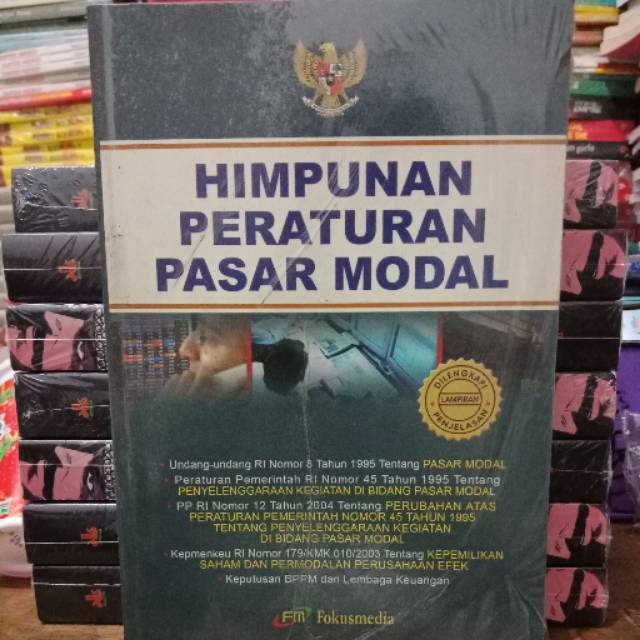 HIMPUNAN
PERATURAN
PASAR MODAL
DILENGKAPI
LAMPIRAN
PENJELASAN
Undang-undang RI Nomor 8 Tahun 1995 Tentang PASAR MODAL
Peraturan Pemerintah RI Nomor 45 Tahun 1995 Tentang
PENYELENGGARAAN KEGIATAN DI BIDANG PASAR MODAL
PP RI Nomor 12 Tahun 2004 Tentang PERUBAHAN ATAS
PERATURAN PEMERINTAH NOMOR 45 TAHUN 1995
TENTANG PENYELENGGARAAN KEGIATAN
DI BIDANG PASAR MODAL
Kepmenkeu RI Nomor 179/KMK.010/2003 Tentang KEPEMILIKAN
SAHAM DAN PERMODALAN PERUSAHAAN EFEK
Keputusan BPPM dan Lembaga Keuangan
Fm Fokusmedia